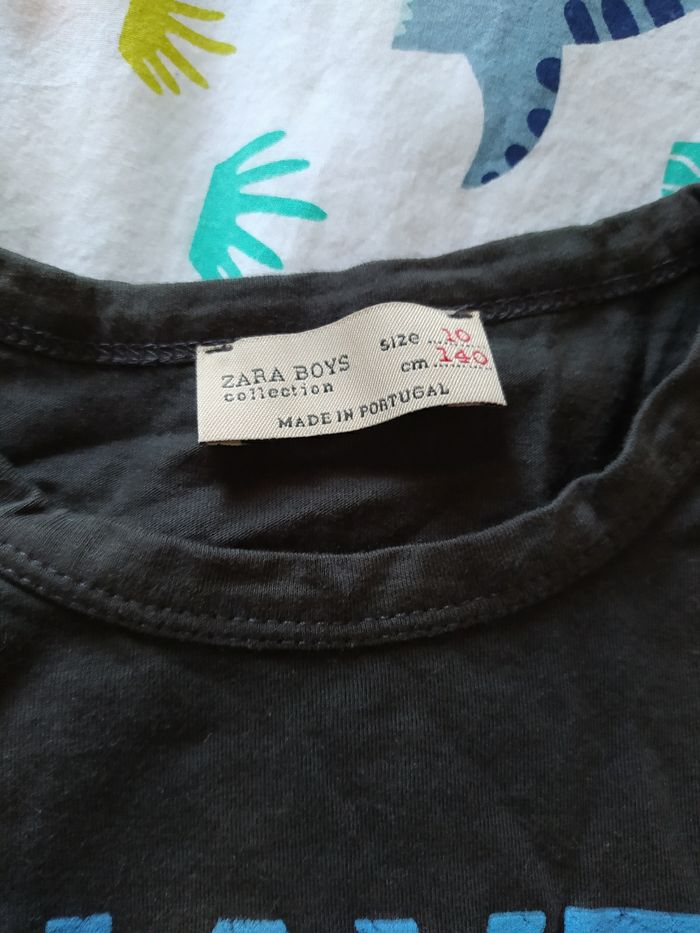 ZARA BOYS
collection
size ...10
cm 140
MADE IN PORTUGAL